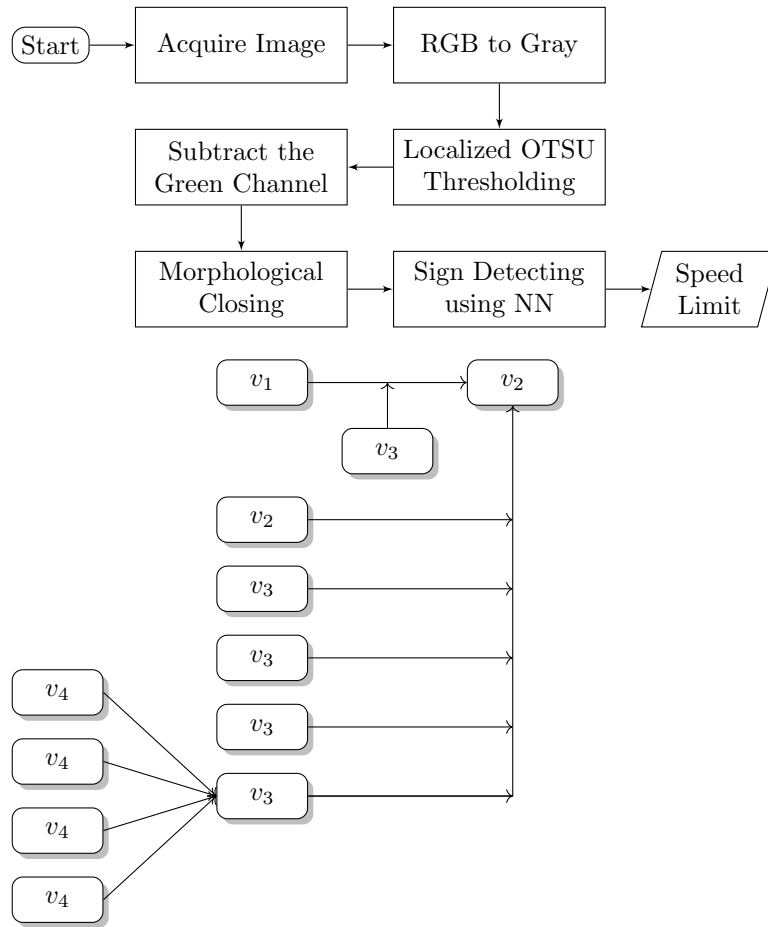 Start
Acquire Image
RGB to Gray
Localized OTSU
Thresholding
Subtract the
Green Channel
Morphological
Closing
Sign Detecting
using NN
Speed
Limit
v₁
v₂
v₃
v₂
v₃
v₃
v₄
v₃
v₄
v₃
v₄
v₄